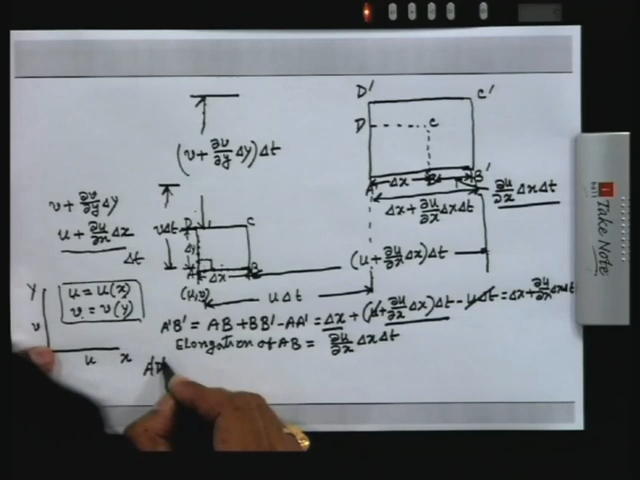 D' C'
D c
(v + ∂v/∂y Δy)Δt
A Δx B B'
∂u/∂x ΔxΔt
Δx + ∂u/∂x ΔxΔt
v + ∂v/∂y Δy
u + ∂u/∂x Δx
Δt
vΔt
D C
Δy
A Δx B
(u,v)
(u + ∂u/∂x Δx)Δt
uΔt
Y
u = u(x)
v = v(y)
v
u x
A'B' = AB + BB' - AA' = Δx + (u + ∂u/∂x Δx)Δt - uΔt = Δx + ∂u/∂x ΔxΔt
Elongation of AB = ∂u/∂x ΔxΔt
A'D
Take Note